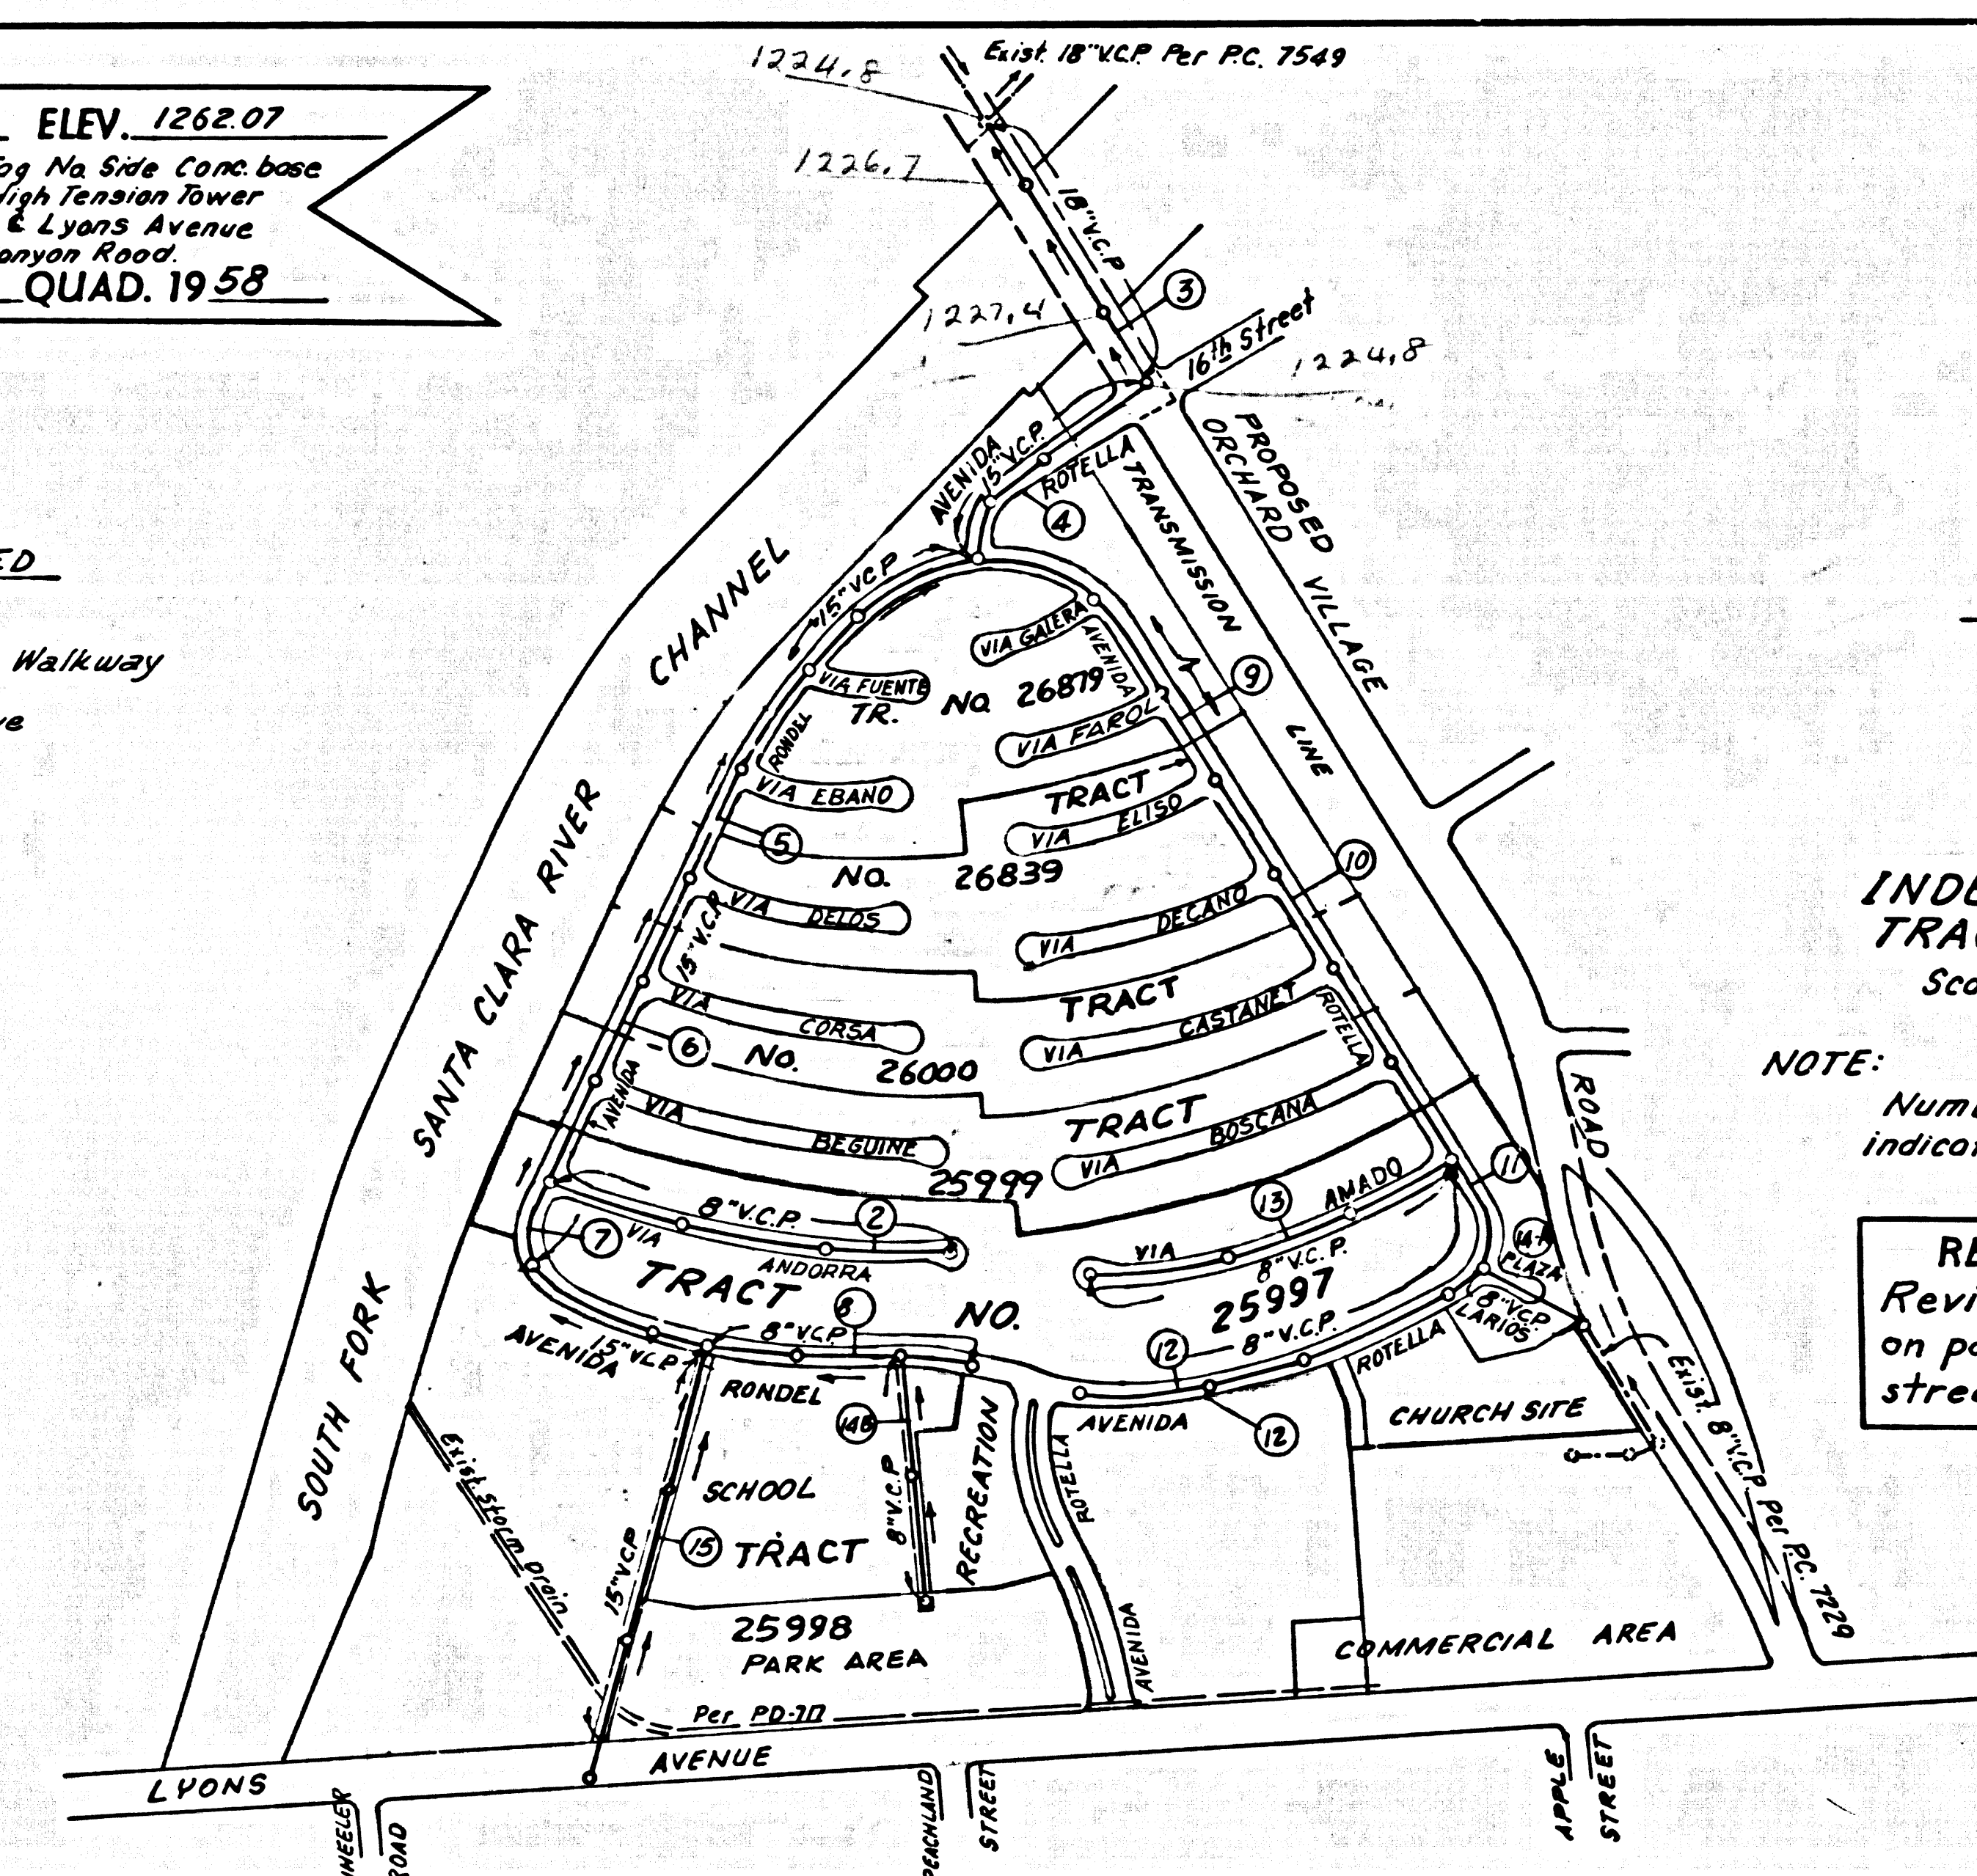 1224.8
Exist. 18" V.C.P. Per P.C. 7549
ELEV. 1262.07
No. Side Conc. base
High Tension Tower
& Lyons Avenue
Road.
QUAD. 1958
1226.7
18" V.C.P.
3
1227.4
16th Street
1224.8
AVENIDA
15" V.C.P.
ROTELLA
4
TRANSMISSION
LINE
PROPOSED
ORCHARD
VILLAGE
ROAD
Walkway
CHANNEL
15" V.C.P.
VIA GALERA
AVENIDA
VIA FUENTE
TR. NO. 26879
9
RONDEL
VIA FAROL
VIA EBANO
TRACT
VIA ELISO
5
NO. 26839
10
VIA DELOS
VIA DECANO
15" V.C.P.
TRACT
SANTA CLARA RIVER
VIA CORSA
VIA CASTANET
ROTELLA
6
NO. 26000
AVENIDA
TRACT
VIA BEGUINE
VIA BOSCANA
25999
NOTE:
11
8" V.C.P.
2
13
VIA AMADO
7
VIA ANDORRA
8" V.C.P.
14-A
PLAZA
LARIOS
8" V.C.P.
TRACT NO. 25997
8
8" V.C.P.
8" V.C.P.
12
ROTELLA
AVENIDA
15" V.C.P.
RONDEL
AVENIDA
12
CHURCH SITE
Exist. 8" V.C.P. Per P.C. 7229
SOUTH FORK
14B
SCHOOL
8" V.C.P.
RECREATION
ROTELLA
AVENIDA
Exist. Storm Drain
15" V.C.P.
15
TRACT
25998
PARK AREA
COMMERCIAL AREA
Per PD-
LYONS AVENUE
ROAD
PEACHLAND STREET
APPLE STREET